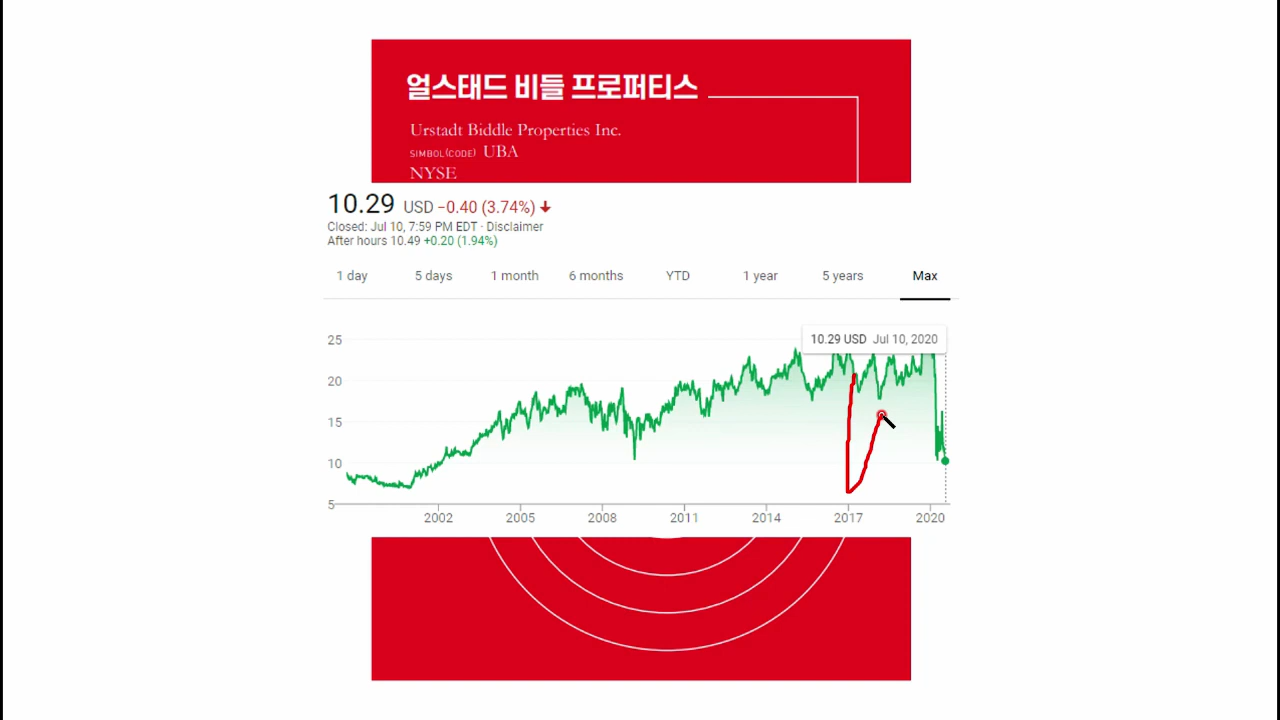 얼스태드 비들 프로퍼티스
Urstadt Biddle Properties Inc.
SIMBOL(CODE) UBA
NYSE
10.29 USD −0.40 (3.74%)
Closed: Jul 10, 7:59 PM EDT · Disclaimer
After hours 10.49 +0.20 (1.94%)
1 day 5 days 1 month 6 months YTD 1 year 5 years Max
10.29 USD Jul 10, 2020
25
20
15
10
5
2002 2005 2008 2011 2014 2017 2020